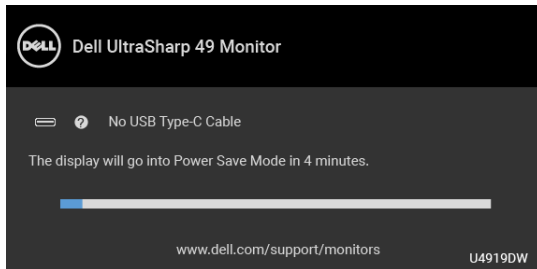 DELL
Dell UltraSharp 49 Monitor
? No USB Type-C Cable
The display will go into Power Save Mode in 4 minutes.
www.dell.com/support/monitors
U4919DW